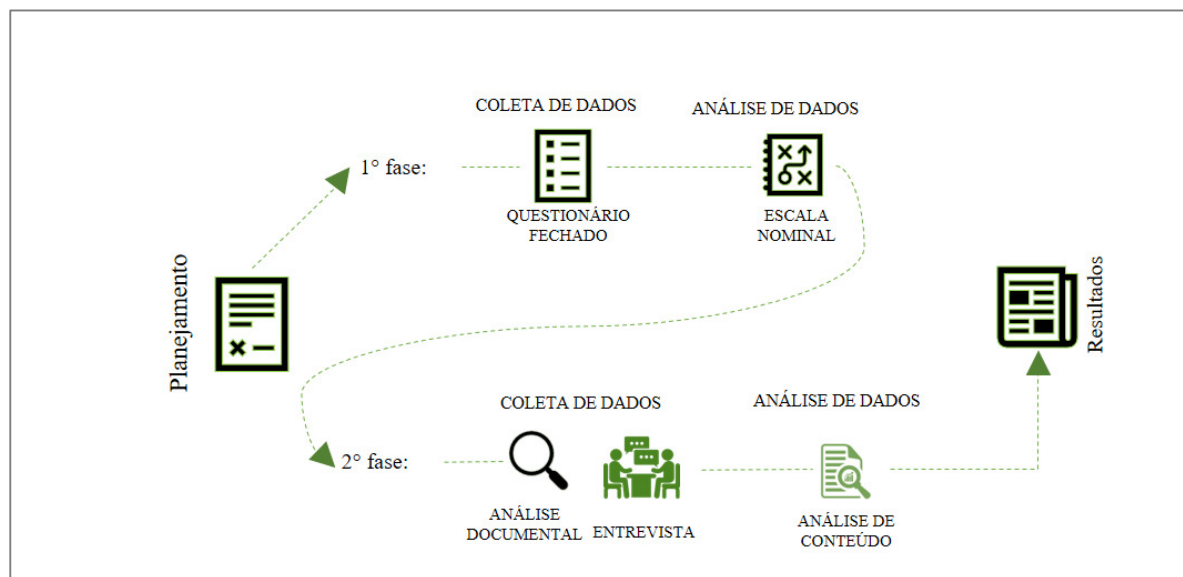 COLETA DE DADOS
ANÁLISE DE DADOS
1° fase:
QUESTIONÁRIO
FECHADO
ESCALA
NOMINAL
Planejamento
Resultados
COLETA DE DADOS
ANÁLISE DE DADOS
2° fase:
ANÁLISE
DOCUMENTAL
ENTREVISTA
ANÁLISE DE
CONTEÚDO